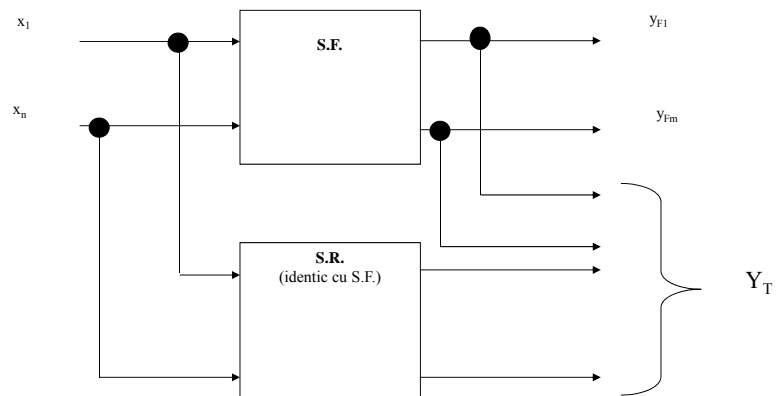 x1
S.F.
yF1
xn
yFm
S.R.
(identic cu S.F.)
YT